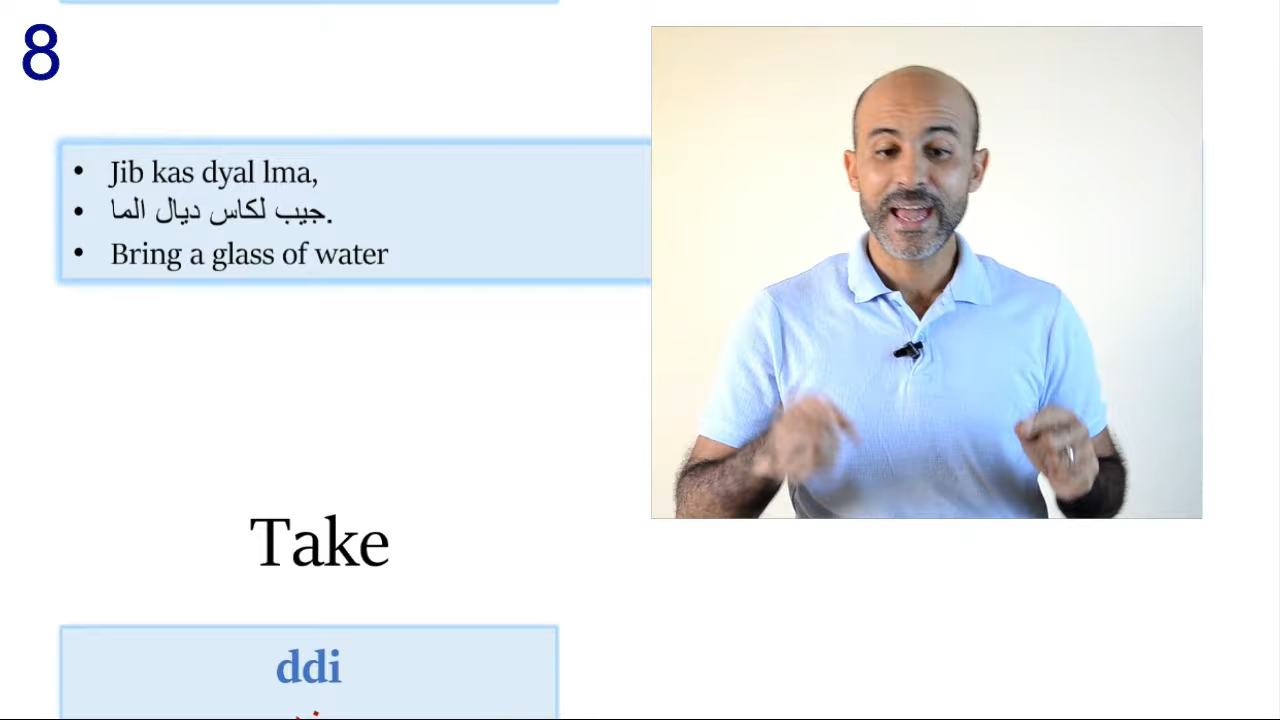 8
• Jib kas dyal lma,
• جيب لكاس ديال الما.
• Bring a glass of water
Take
ddi